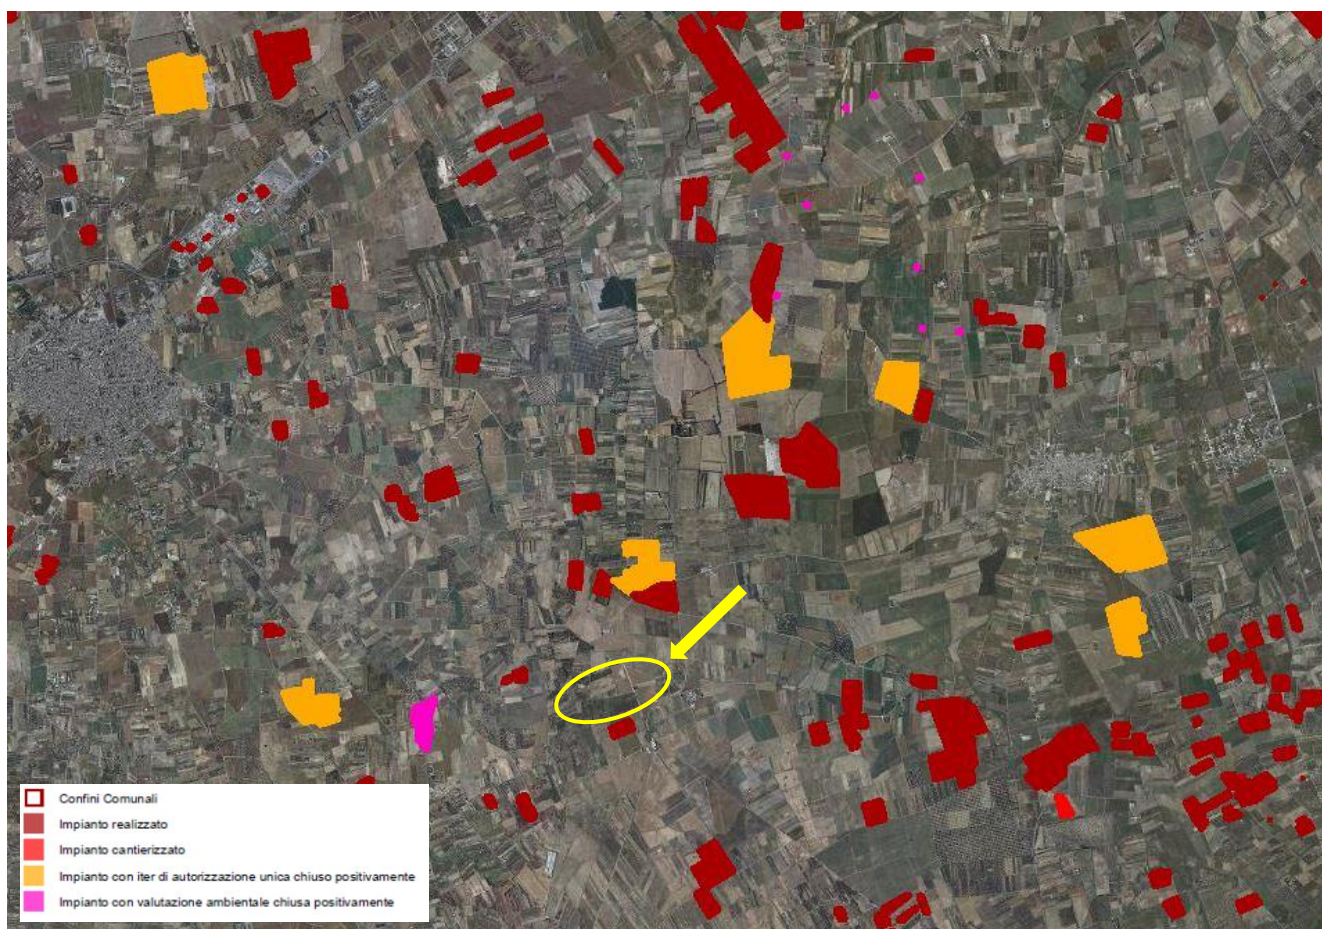 Confini Comunali
Impianto realizzato
Impianto cantierizzato
Impianto con iter di autorizzazione unica chiuso positivamente
Impianto con valutazione ambientale chiusa positivamente